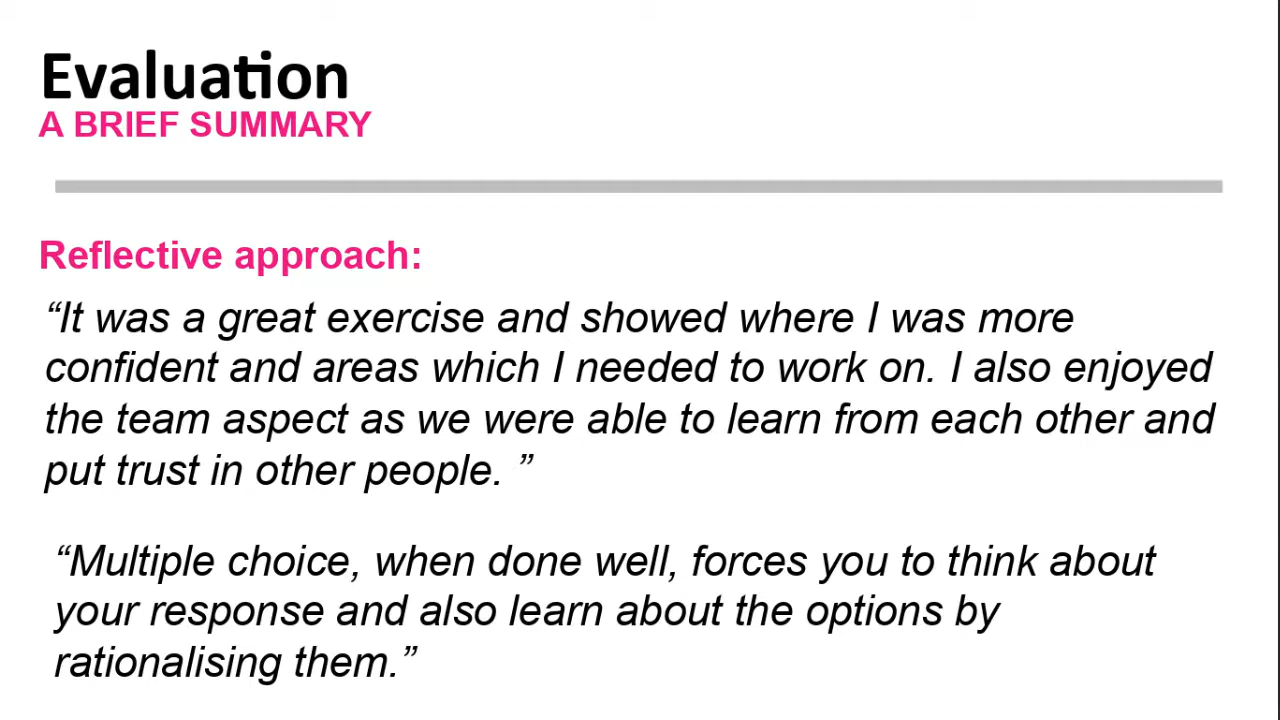 Evaluation
A BRIEF SUMMARY
Reflective approach:
“It was a great exercise and showed where I was more
confident and areas which I needed to work on. I also enjoyed
the team aspect as we were able to learn from each other and
put trust in other people. ”
“Multiple choice, when done well, forces you to think about
your response and also learn about the options by
rationalising them.”